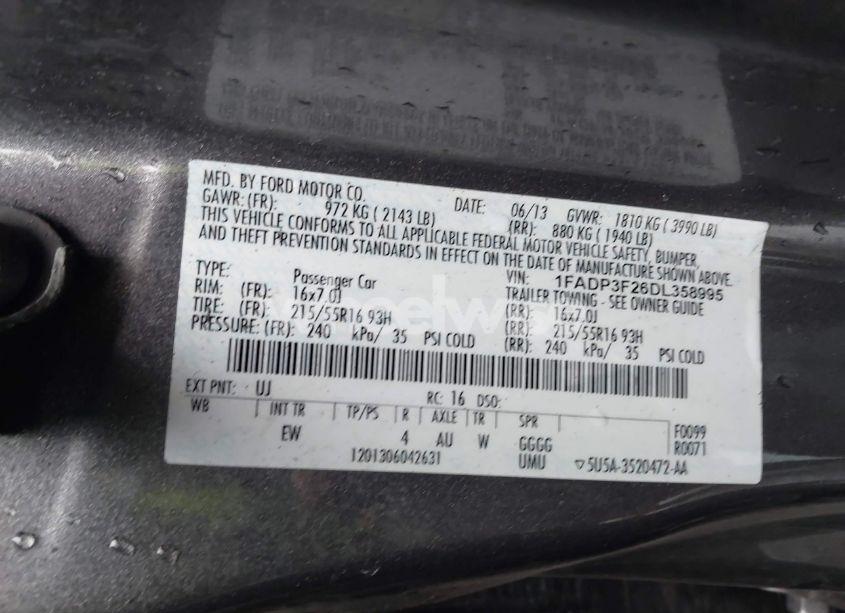 MFD. BY FORD MOTOR CO.
DATE: 06/13 GVWR: 1810 KG ( 3990 LB)
GAWR: (FR): 972 KG ( 2143 LB) (RR): 880 KG ( 1940 LB)
THIS VEHICLE CONFORMS TO ALL APPLICABLE FEDERAL MOTOR VEHICLE SAFETY, BUMPER,
AND THEFT PREVENTION STANDARDS IN EFFECT ON THE DATE OF MANUFACTURE SHOWN ABOVE.
VIN: 1FADP3F26DL358995
TYPE: Passenger Car TRAILER TOWING - SEE OWNER GUIDE
RIM: (FR): 16x7.0J (RR): 16x7.0J
TIRE: (FR): 215/55R16 93H (RR): 215/55R16 93H
PRESSURE: (FR): 240 kPa/ 35 PSI COLD (RR): 240 kPa/ 35 PSI COLD
EXT PNT: UJ RC: 16 DSO:
WB INT TR TP/PS R AXLE TR SPR F0099
EW 4 AU W GGGG R0071
1201306042631 UMU ▽5U5A-3520472-AA